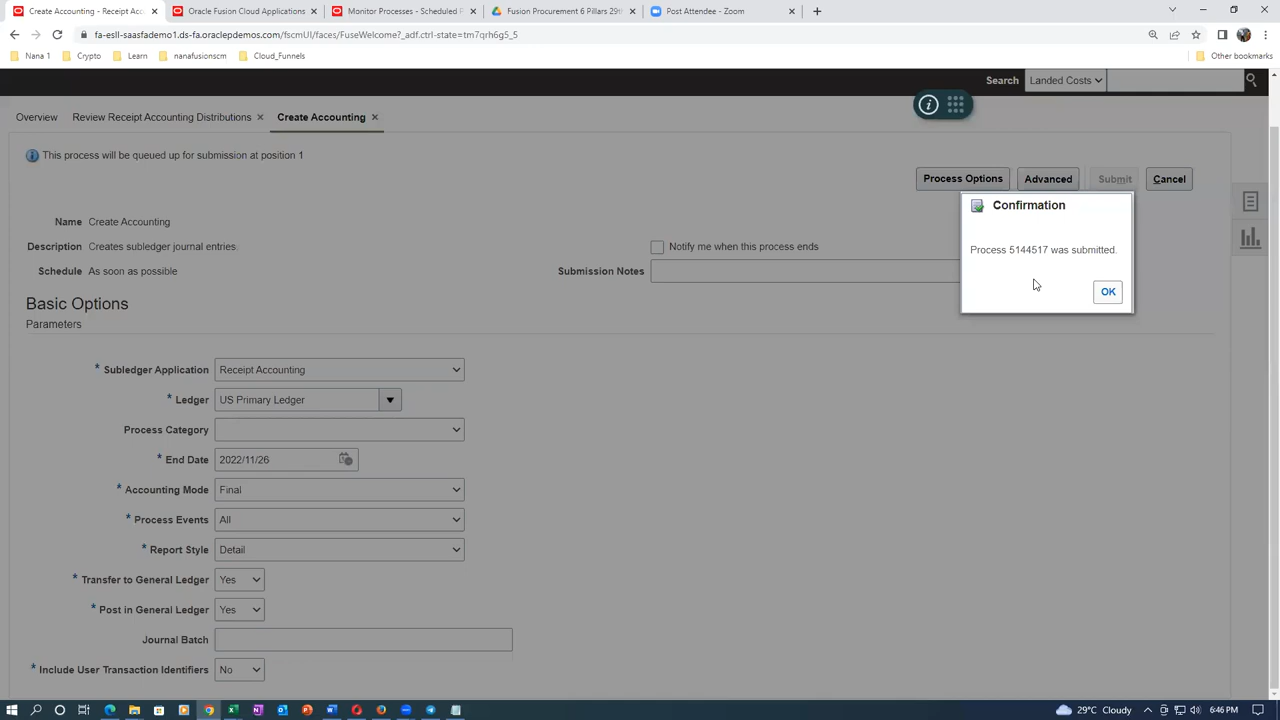 Create Accounting - Receipt Acc
Oracle Fusion Cloud Applications
Monitor Processes - Scheduled P
Fusion Procurement 6 Pillars 29th
Post Attendee - Zoom
fa-esll-saasfademo1.ds-fa.oraclepdemos.com/fscmUI/faces/FuseWelcome?_adf.ctrl-state=tm7qrh6g5_5
Nana 1
Crypto
Learn
nanafusionscm
Cloud_Funnels
Other bookmarks
Search
Landed Costs
Overview
Review Receipt Accounting Distributions
Create Accounting
This process will be queued up for submission at position 1
Process Options
Advanced
Submit
Cancel
Confirmation
Process 5144517 was submitted.
OK
Name Create Accounting
Description Creates subledger journal entries.
Notify me when this process ends
Schedule As soon as possible
Submission Notes
Basic Options
Parameters
* Subledger Application Receipt Accounting
* Ledger US Primary Ledger
Process Category
* End Date 2022/11/26
* Accounting Mode Final
* Process Events All
* Report Style Detail
* Transfer to General Ledger Yes
* Post in General Ledger Yes
Journal Batch
* Include User Transaction Identifiers No
29°C Cloudy
6:46 PM